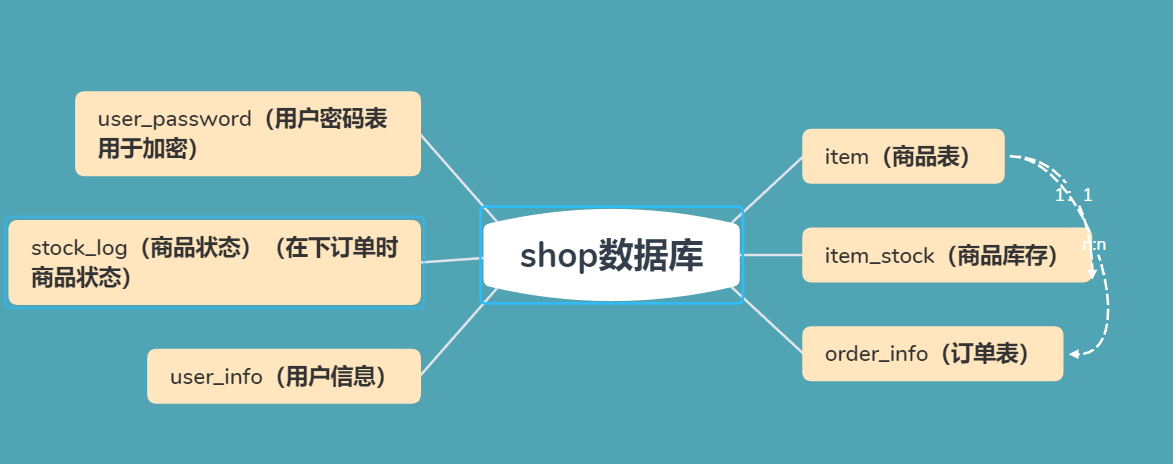 user_password（用户密码表
用于加密）
stock_log（商品状态）（在下订单时
商品状态）
user_info（用户信息）
shop数据库
item（商品表）
1：1
item_stock（商品库存）
n:n
order_info（订单表）